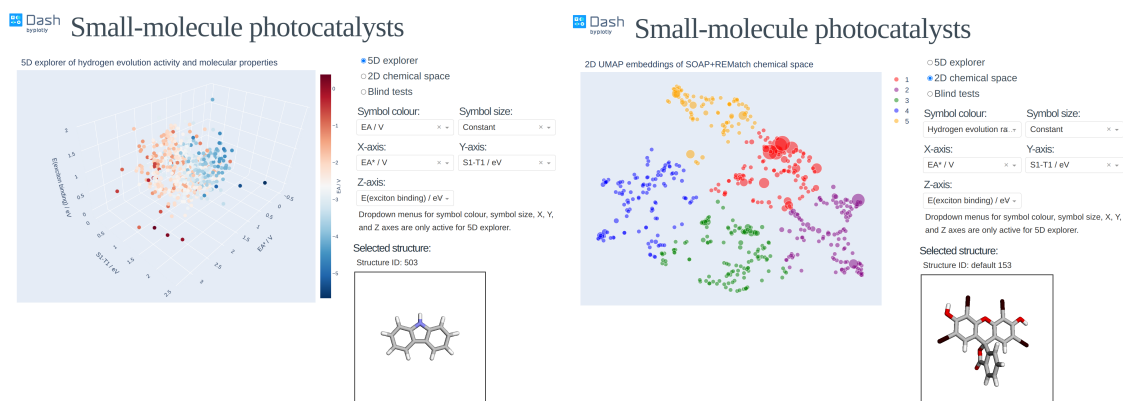 Dash
by plotly
Small-molecule photocatalysts
5D explorer of hydrogen evolution activity and molecular properties
5D explorer
2D chemical space
Blind tests
Symbol colour:
Symbol size:
EA / V
Constant
X-axis:
Y-axis:
EA* / V
S1-T1 / eV
Z-axis:
E(exciton binding) / eV
Dropdown menus for symbol colour, symbol size, X, Y,
and Z axes are only active for 5D explorer.
Selected structure:
Structure ID: 503
E(exciton binding) / eV
S1-T1 / eV
EA* / V
EA / V
Dash
by plotly
Small-molecule photocatalysts
2D UMAP embeddings of SOAP+REMatch chemical space
1
2
3
4
5
5D explorer
2D chemical space
Blind tests
Symbol colour:
Symbol size:
Hydrogen evolution ra...
Constant
X-axis:
Y-axis:
EA* / V
S1-T1 / eV
Z-axis:
E(exciton binding) / eV
Dropdown menus for symbol colour, symbol size, X, Y,
and Z axes are only active for 5D explorer.
Selected structure:
Structure ID: default 153